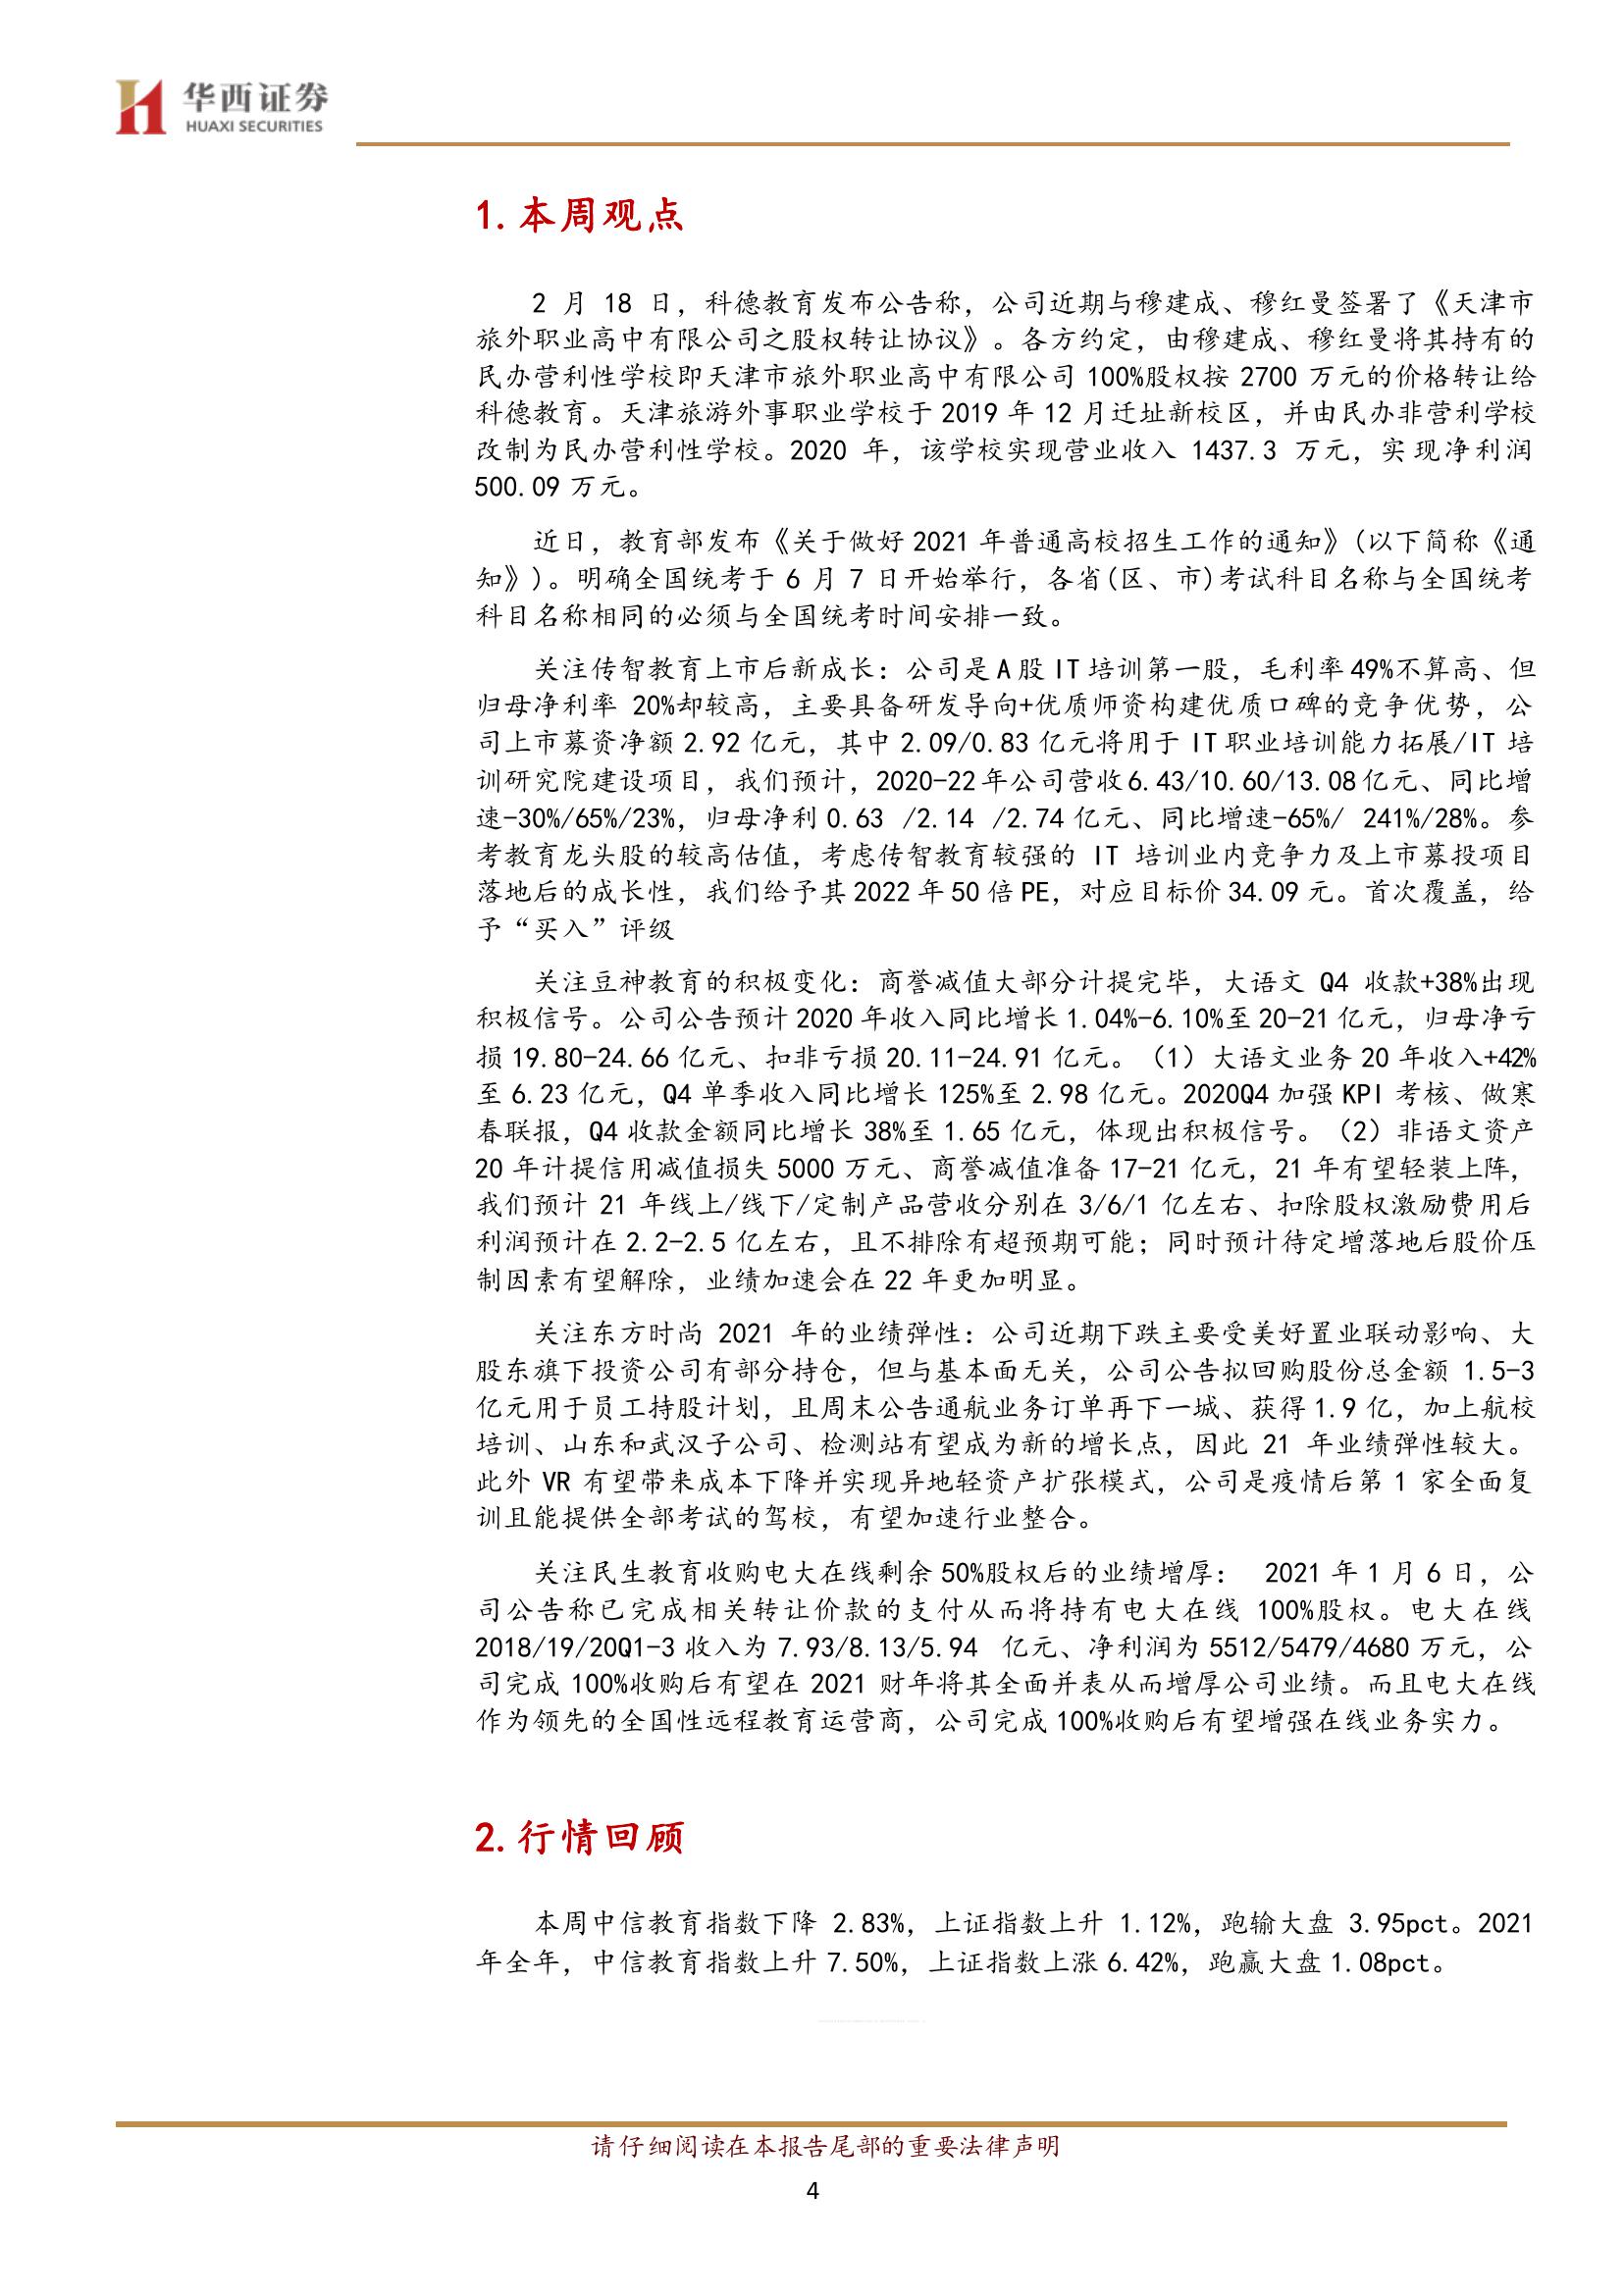 华西证券
HUAXI SECURITIES
1.本周观点
2 月 18 日，科德教育发布公告称，公司近期与穆建成、穆红曼签署了《天津市
旅外职业高中有限公司之股权转让协议》。各方约定，由穆建成、穆红曼将其持有的
民办营利性学校即天津市旅外职业高中有限公司 100%股权按 2700 万元的价格转让给
科德教育。天津旅游外事职业学校于 2019 年 12 月迁址新校区，并由民办非营利学校
改制为民办营利性学校。2020 年，该学校实现营业收入 1437.3 万元，实现净利润
500.09 万元。
近日，教育部发布《关于做好 2021 年普通高校招生工作的通知》(以下简称《通
知》)。明确全国统考于 6 月 7 日开始举行，各省(区、市)考试科目名称与全国统考
科目名称相同的必须与全国统考时间安排一致。
关注传智教育上市后新成长：公司是 A 股 IT 培训第一股，毛利率 49%不算高、但
归母净利率 20%却较高，主要具备研发导向+优质师资构建优质口碑的竞争优势，公
司上市募资净额 2.92 亿元，其中 2.09/0.83 亿元将用于 IT 职业培训能力拓展/IT 培
训研究院建设项目，我们预计，2020-22 年公司营收 6.43/10.60/13.08 亿元、同比增
速-30%/65%/23%，归母净利 0.63 /2.14 /2.74 亿元、同比增速-65%/ 241%/28%。参
考教育龙头股的较高估值，考虑传智教育较强的 IT 培训业内竞争力及上市募投项目
落地后的成长性，我们给予其 2022 年 50 倍 PE，对应目标价 34.09 元。首次覆盖，给
予“买入”评级
关注豆神教育的积极变化：商誉减值大部分计提完毕，大语文 Q4 收款+38%出现
积极信号。公司公告预计 2020 年收入同比增长 1.04%-6.10%至 20-21 亿元，归母净亏
损 19.80-24.66 亿元、扣非亏损 20.11-24.91 亿元。（1）大语文业务 20 年收入+42%
至 6.23 亿元，Q4 单季收入同比增长 125%至 2.98 亿元。2020Q4 加强 KPI 考核、做寒
春联报，Q4 收款金额同比增长 38%至 1.65 亿元，体现出积极信号。（2）非语文资产
20 年计提信用减值损失 5000 万元、商誉减值准备 17-21 亿元，21 年有望轻装上阵，
我们预计 21 年线上/线下/定制产品营收分别在 3/6/1 亿左右、扣除股权激励费用后
利润预计在 2.2-2.5 亿左右，且不排除有超预期可能；同时预计待定增落地后股价压
制因素有望解除，业绩加速会在 22 年更加明显。
关注东方时尚 2021 年的业绩弹性：公司近期下跌主要受美好置业联动影响、大
股东旗下投资公司有部分持仓，但与基本面无关，公司公告拟回购股份总金额 1.5-3
亿元用于员工持股计划，且周末公告通航业务订单再下一城、获得 1.9 亿，加上航校
培训、山东和武汉子公司、检测站有望成为新的增长点，因此 21 年业绩弹性较大。
此外 VR 有望带来成本下降并实现异地轻资产扩张模式，公司是疫情后第 1 家全面复
训且能提供全部考试的驾校，有望加速行业整合。
关注民生教育收购电大在线剩余 50%股权后的业绩增厚： 2021 年 1 月 6 日，公
司公告称已完成相关转让价款的支付从而将持有电大在线 100%股权。电大在线
2018/19/20Q1-3 收入为 7.93/8.13/5.94 亿元、净利润为 5512/5479/4680 万元，公
司完成 100%收购后有望在 2021 财年将其全面并表从而增厚公司业绩。而且电大在线
作为领先的全国性远程教育运营商，公司完成 100%收购后有望增强在线业务实力。
2.行情回顾
本周中信教育指数下降 2.83%，上证指数上升 1.12%，跑输大盘 3.95pct。2021
年全年，中信教育指数上升 7.50%，上证指数上涨 6.42%，跑赢大盘 1.08pct。
请仔细阅读在本报告尾部的重要法律声明
4